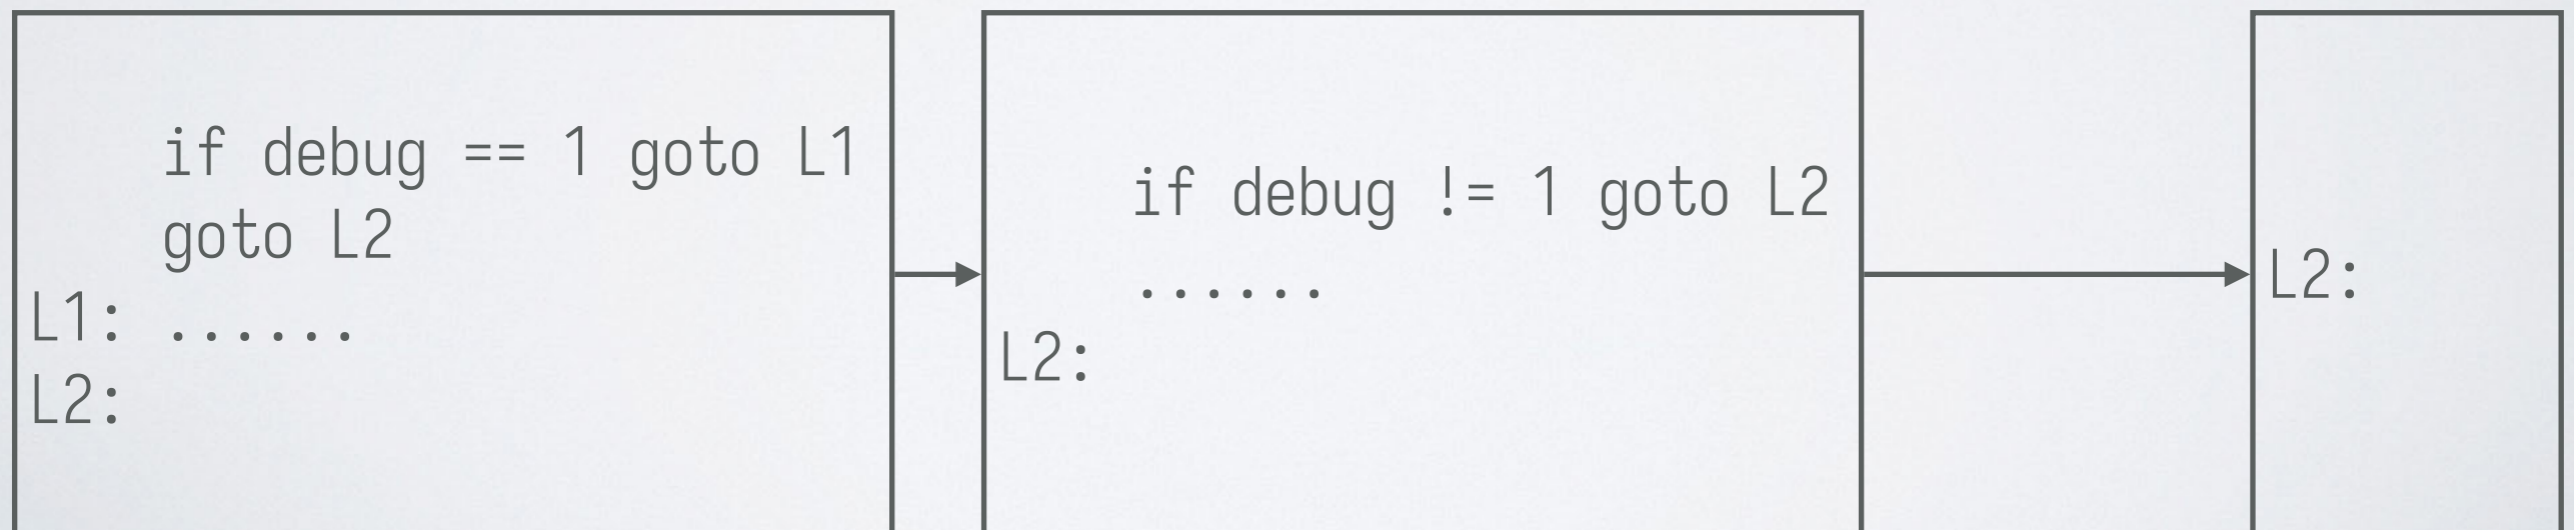 if debug == 1 goto L1
goto L2
L1: ......
L2:
if debug != 1 goto L2
......
L2:
L2: